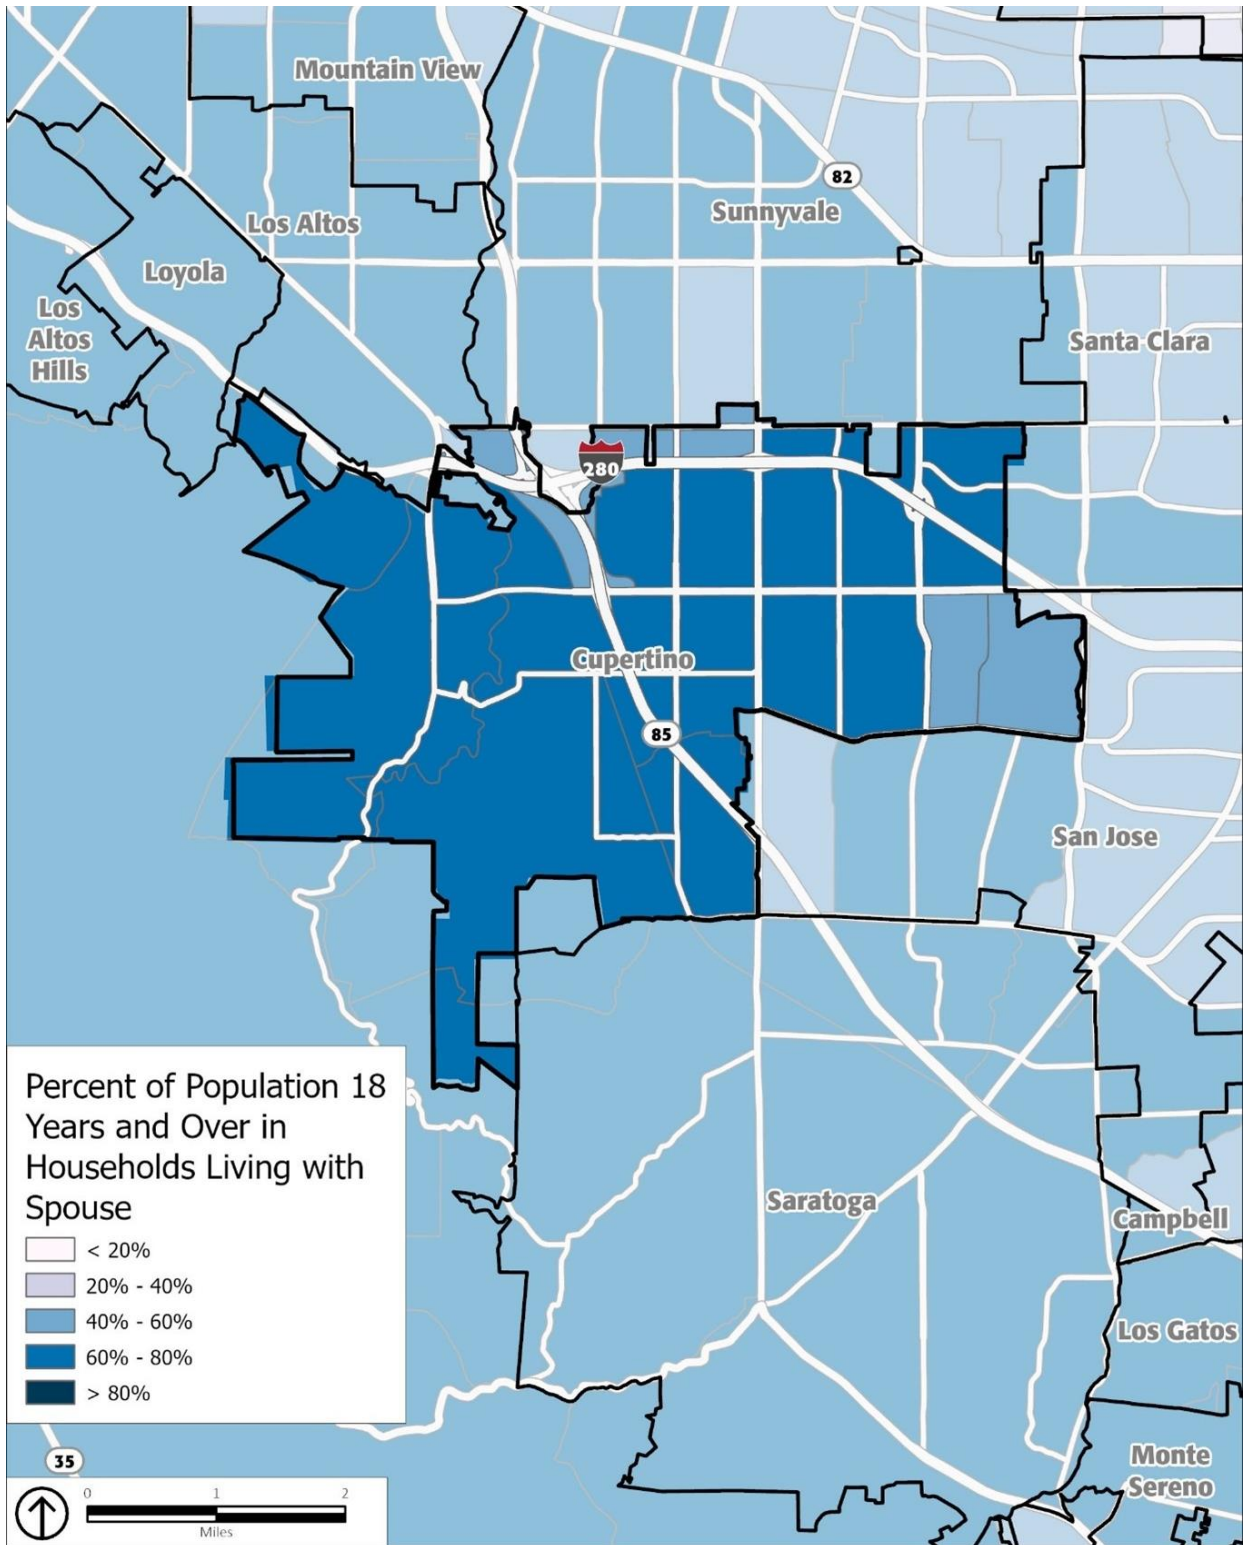 Mountain View
82
Sunnyvale
Los Altos
Loyola
Los
Altos
Hills
Santa Clara
280
Cupertino
85
San Jose
Saratoga
Campbell
Los Gatos
Monte
Sereno
Percent of Population 18
Years and Over in
Households Living with
Spouse
< 20%
20% - 40%
40% - 60%
60% - 80%
> 80%
35
0 1 2
Miles